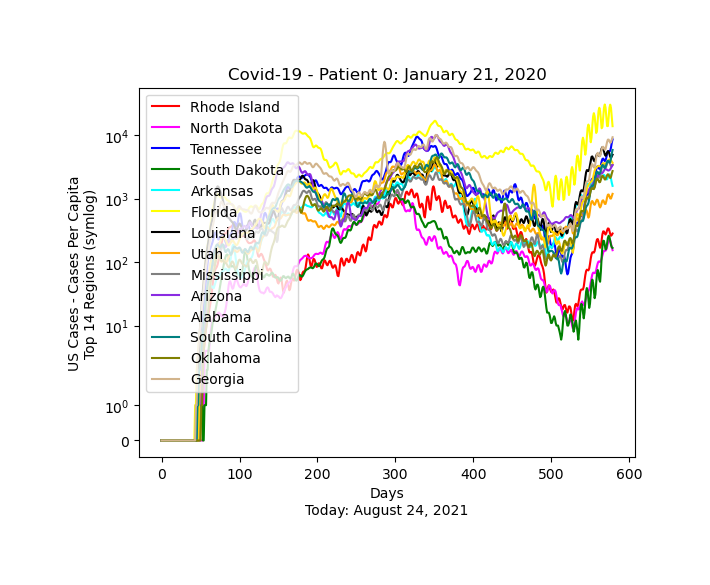 Covid-19 - Patient 0: January 21, 2020
US Cases - Cases Per Capita
Top 14 Regions (symlog)
10^4
10^3
10^2
10^1
10^0
0
Rhode Island
North Dakota
Tennessee
South Dakota
Arkansas
Florida
Louisiana
Utah
Mississippi
Arizona
Alabama
South Carolina
Oklahoma
Georgia
0 100 200 300 400 500 600
Days
Today: August 24, 2021